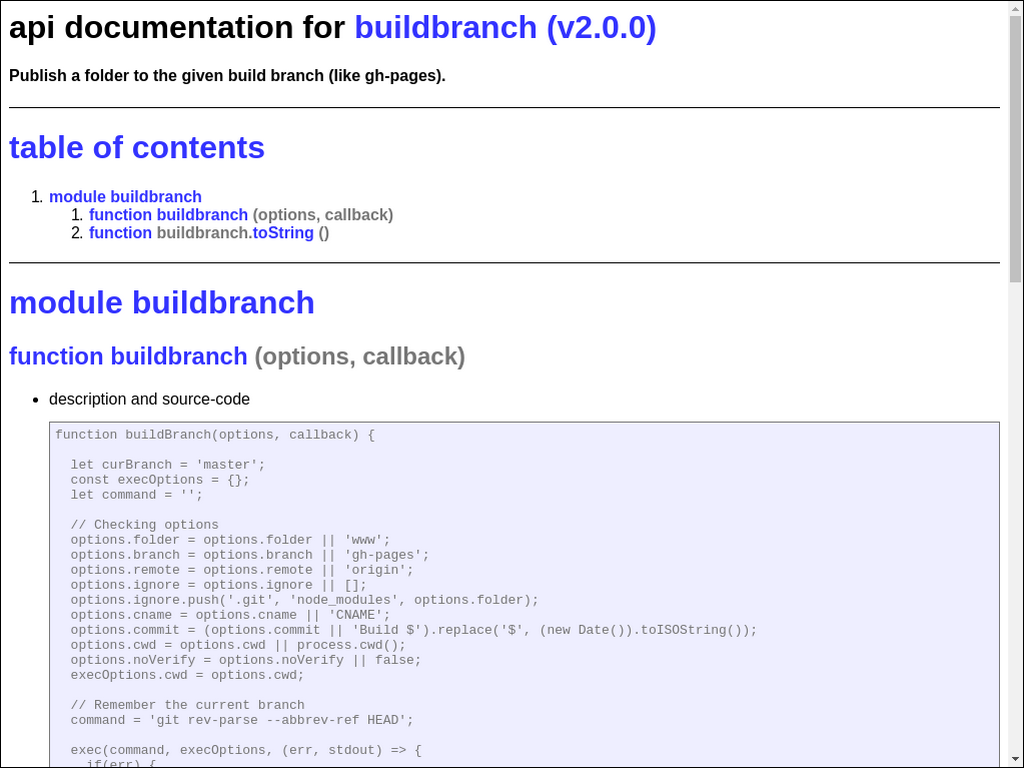 api documentation for buildbranch (v2.0.0)
Publish a folder to the given build branch (like gh-pages).
table of contents
1. module buildbranch
1. function buildbranch (options, callback)
2. function buildbranch.toString ()
module buildbranch
function buildbranch (options, callback)
• description and source-code
function buildBranch(options, callback) {
  let curBranch = 'master';
  const execOptions = {};
  let command = '';
  // Checking options
  options.folder = options.folder || 'www';
  options.branch = options.branch || 'gh-pages';
  options.remote = options.remote || 'origin';
  options.ignore = options.ignore || [];
  options.ignore.push('.git', 'node_modules', options.folder);
  options.cname = options.cname || 'CNAME';
  options.commit = (options.commit || 'Build $').replace('$', (new Date()).toISOString());
  options.cwd = options.cwd || process.cwd();
  options.noVerify = options.noVerify || false;
  execOptions.cwd = options.cwd;
  // Remember the current branch
  command = 'git rev-parse --abbrev-ref HEAD';
  exec(command, execOptions, (err, stdout) => {
    if(err) {